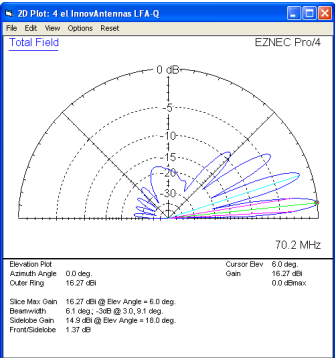 2D Plot: 4 el InnovAntennas LFA-Q
File Edit View Options Reset
Total Field
EZNEC Pro/4
0 dB
-5
-10
-15
-20
-30
70.2 MHz
Elevation Plot
Cursor Elev 6.0 deg.
Azimuth Angle 0.0 deg.
Gain 16.27 dBi
Outer Ring 16.27 dBi
0.0 dBmax
Slice Max Gain 16.27 dBi @ Elev Angle = 6.0 deg.
Beamwidth 6.1 deg.; -3dB @ 3.0, 9.1 deg.
Sidelobe Gain 14.9 dBi @ Elev Angle = 18.0 deg.
Front/Sidelobe 1.37 dB